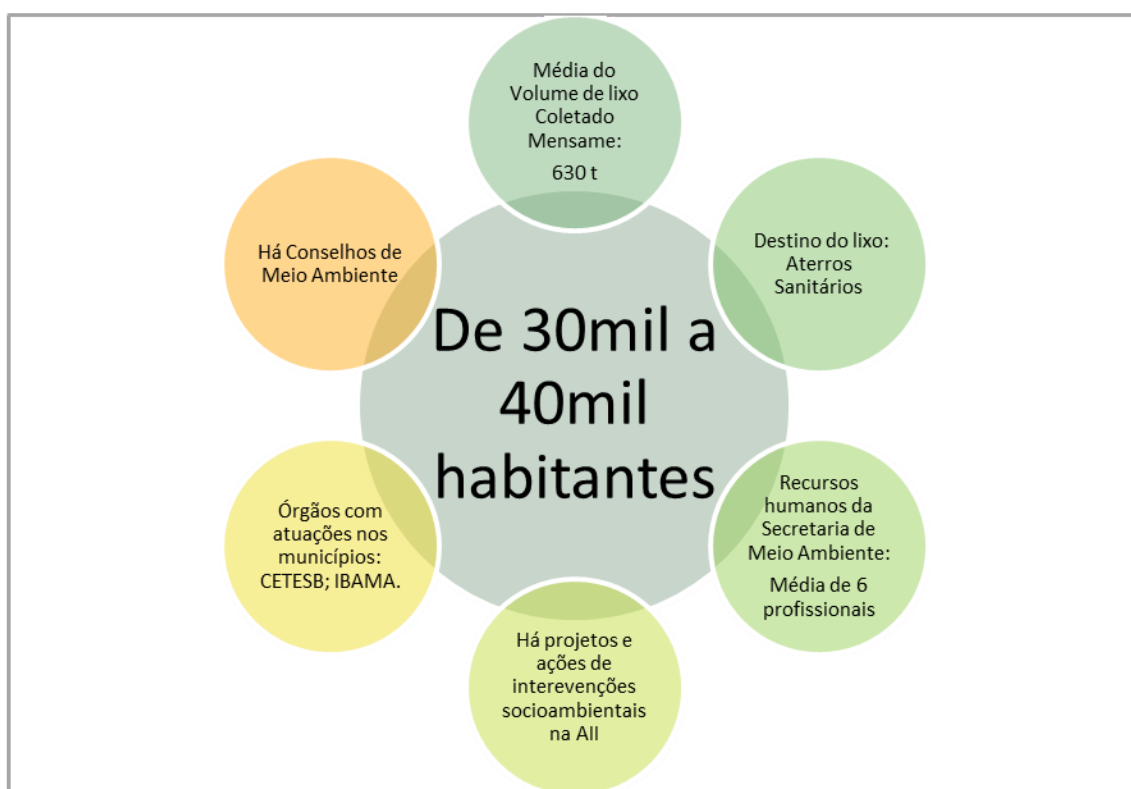 Média do
Volume de lixo
Coletado
Mensame:
630 t
Destino do lixo:
Aterros
Sanitários
Recursos
humanos da
Secretaria de
Meio Ambiente:
Média de 6
profissionais
Há projetos e
ações de
interevenções
socioambientais
na AII
Órgãos com
atuações nos
municípios:
CETESB; IBAMA.
Há Conselhos de
Meio Ambiente
De 30mil a
40mil
habitantes